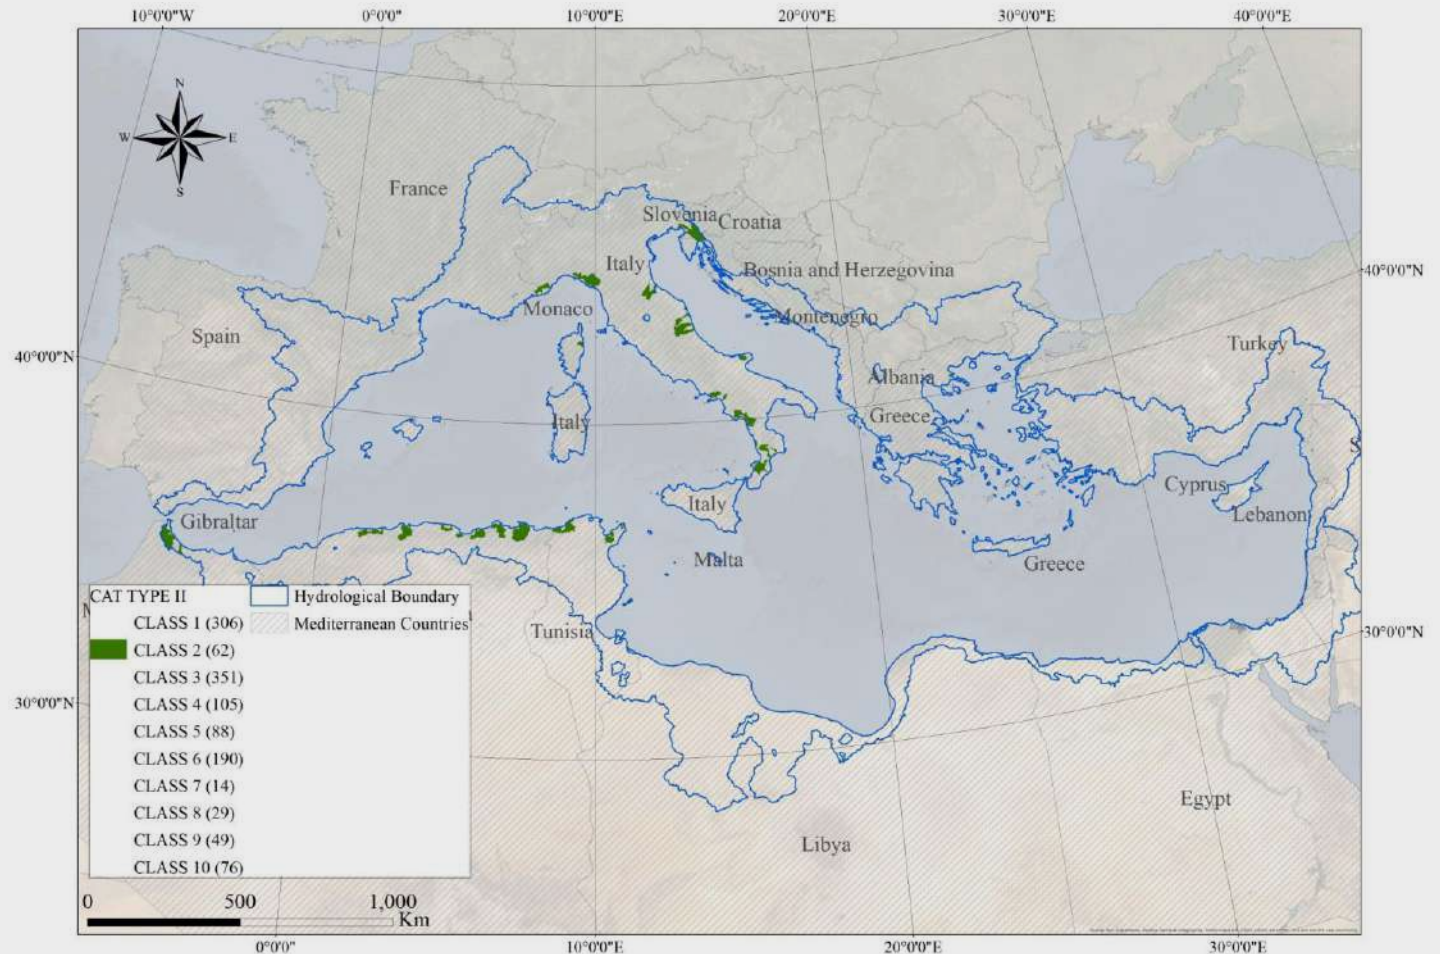 10°0'0"W 0°0'0" 10°0'0"E 20°0'0"E 30°0'0"E 40°0'0"E
N
W E
S
France
Slovenia Croatia
Italy
Bosnia and Herzegovina
40°0'0"N
Monaco
Montenegro
Spain
Turkey
40°0'0"N
Albania
Greece
Italy
S
Cyprus
Italy
Lebanon
Gibraltar
Malta
Greece
CAT TYPE II
Hydrological Boundary
M
CLASS 1 (306)
Mediterranean Countries
Tunisia
30°0'0"N
CLASS 2 (62)
CLASS 3 (351)
30°0'0"N
CLASS 4 (105)
CLASS 5 (88)
CLASS 6 (190)
CLASS 7 (14)
Egypt
CLASS 8 (29)
CLASS 9 (49)
Libya
CLASS 10 (76)
0 500 1,000
Km
0°0'0" 10°0'0"E 20°0'0"E 30°0'0"E